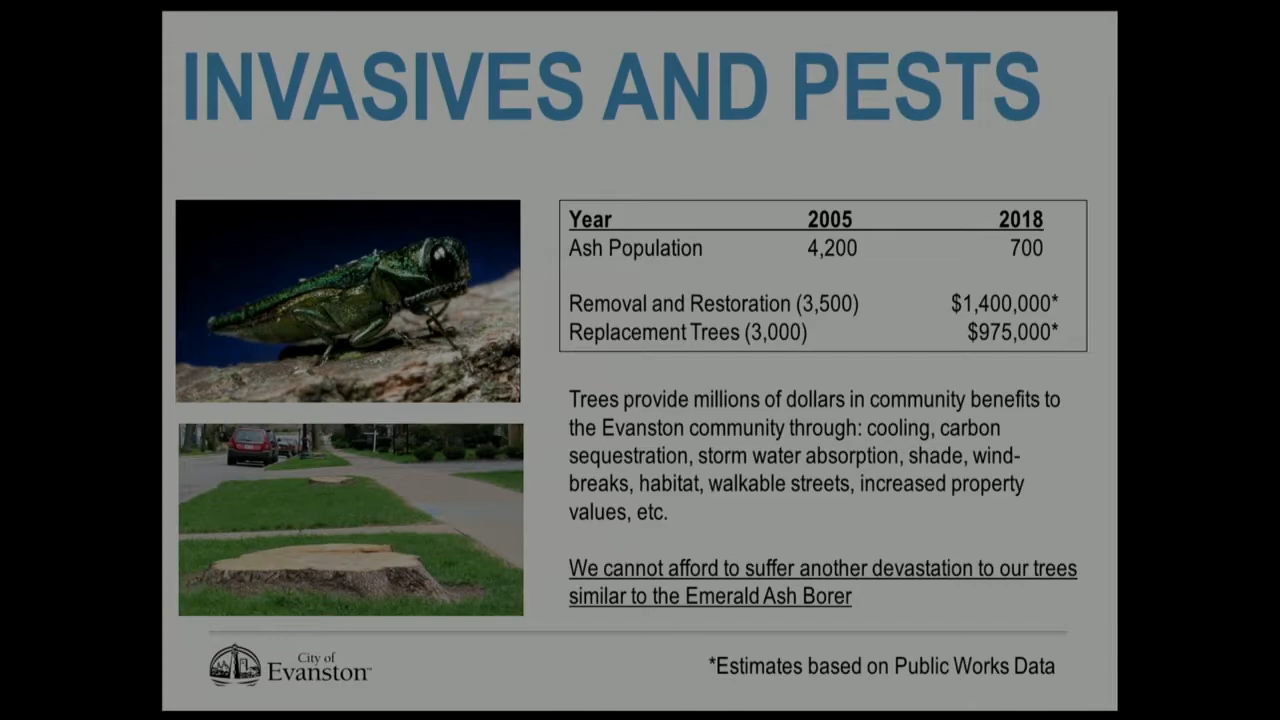 INVASIVES AND PESTS
Year 2005 2018
Ash Population 4,200 700
Removal and Restoration (3,500) $1,400,000*
Replacement Trees (3,000) $975,000*
Trees provide millions of dollars in community benefits to
the Evanston community through: cooling, carbon
sequestration, storm water absorption, shade, wind-
breaks, habitat, walkable streets, increased property
values, etc.
We cannot afford to suffer another devastation to our trees
similar to the Emerald Ash Borer
City of
Evanston™
*Estimates based on Public Works Data